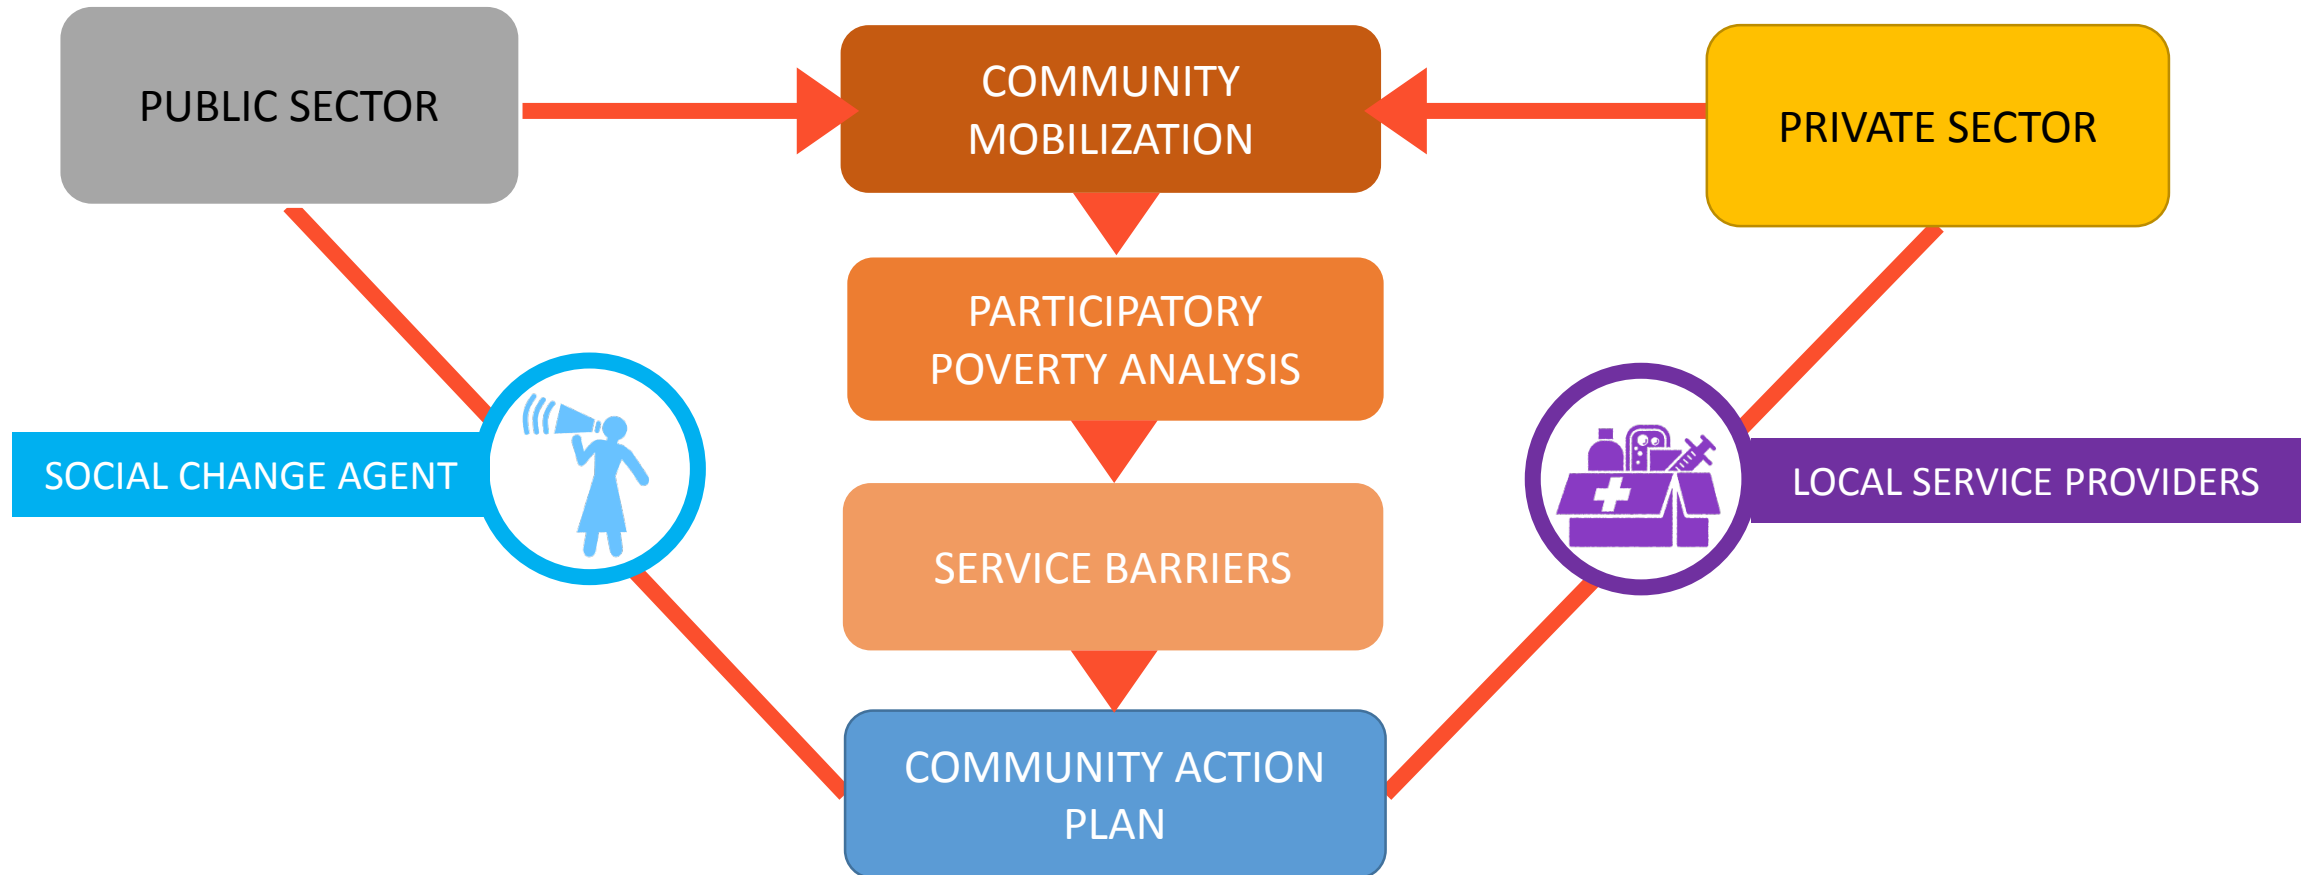 PUBLIC SECTOR
COMMUNITY
MOBILIZATION
PRIVATE SECTOR
PARTICIPATORY
POVERTY ANALYSIS
SOCIAL CHANGE AGENT
LOCAL SERVICE PROVIDERS
SERVICE BARRIERS
COMMUNITY ACTION
PLAN